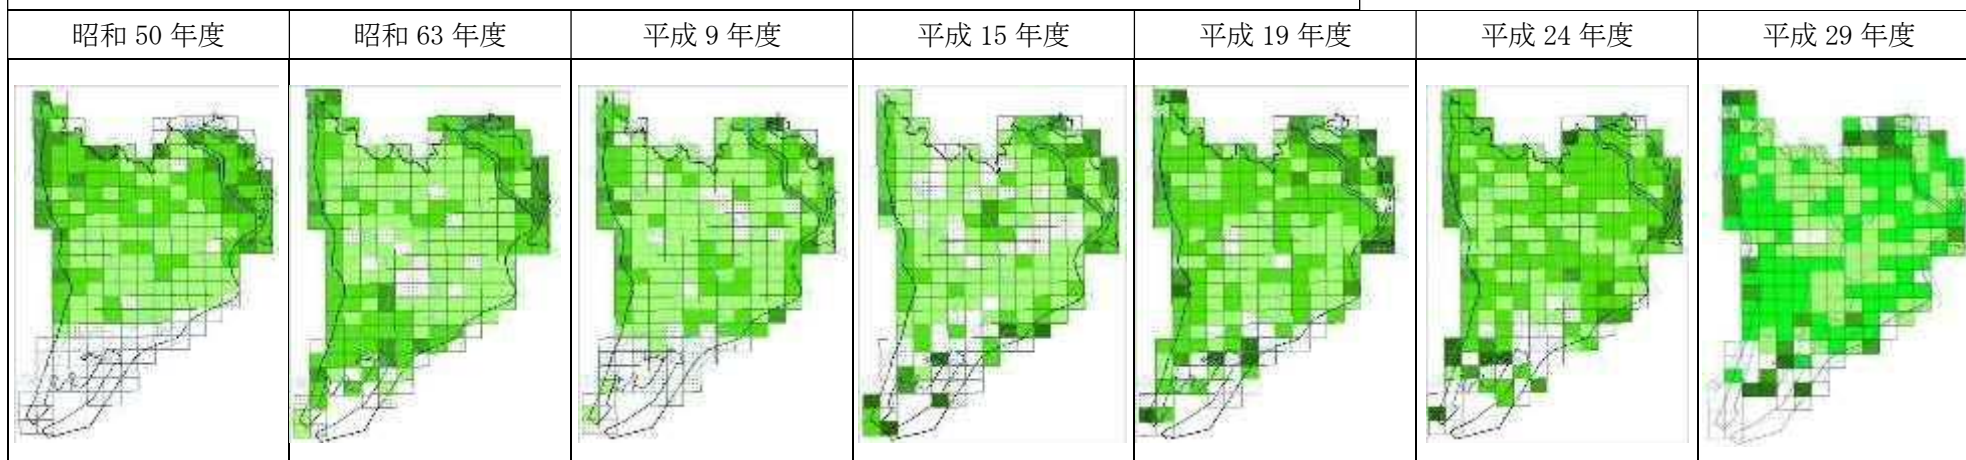 昭和 50 年度
昭和 63 年度
平成 9 年度
平成 15 年度
平成 19 年度
平成 24 年度
平成 29 年度